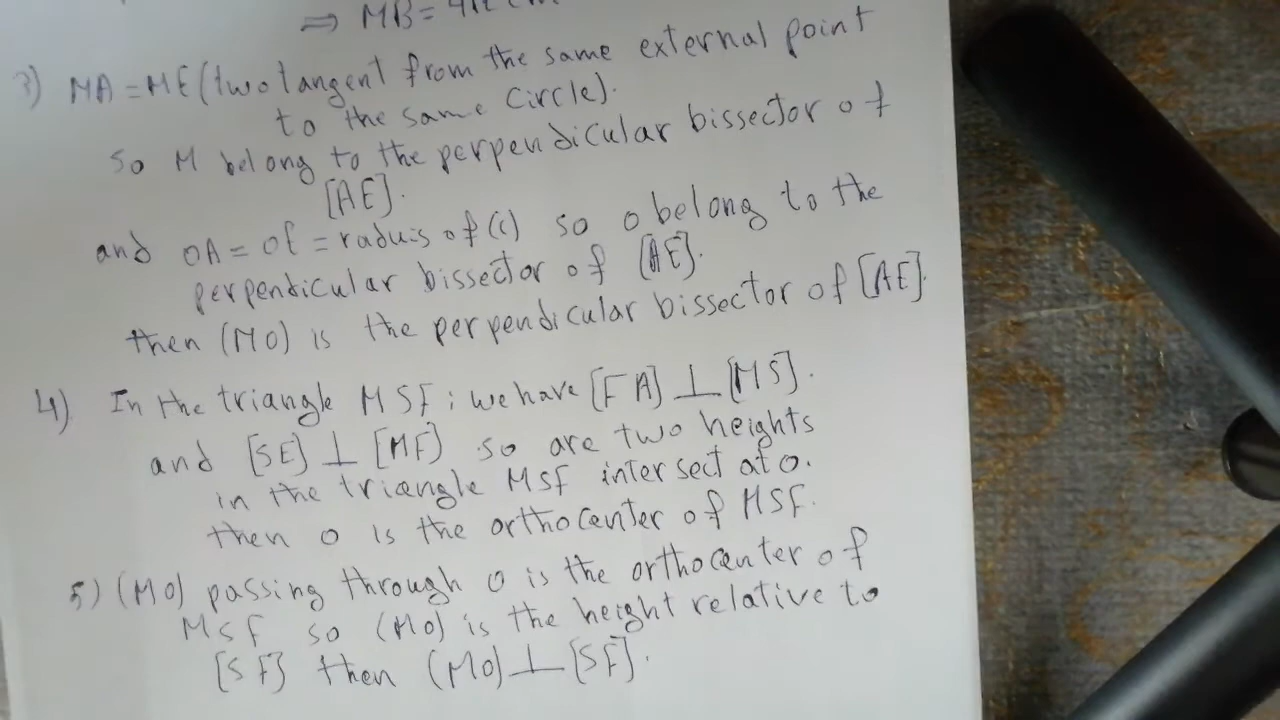 ⇒ MB =
3) MA = ME (two tangent from the same external point
to the same circle).
so M belong to the perpendicular bissector of
[AE].
and OA = OE = raduis of (C) so o belong to the
perpendicular bissector of [AE].
then (MO) is the perpendicular bissector of [AE].
4) In the triangle MSF; we have [FA] ⊥ [MS].
and [SE] ⊥ [MF] so are two heights
in the triangle MSF intersect at o.
then o is the orthocenter of MSF.
5) (MO) passing through o is the orthocenter of
MSF so (MO) is the height relative to
[SF] then (MO) ⊥ [SF].